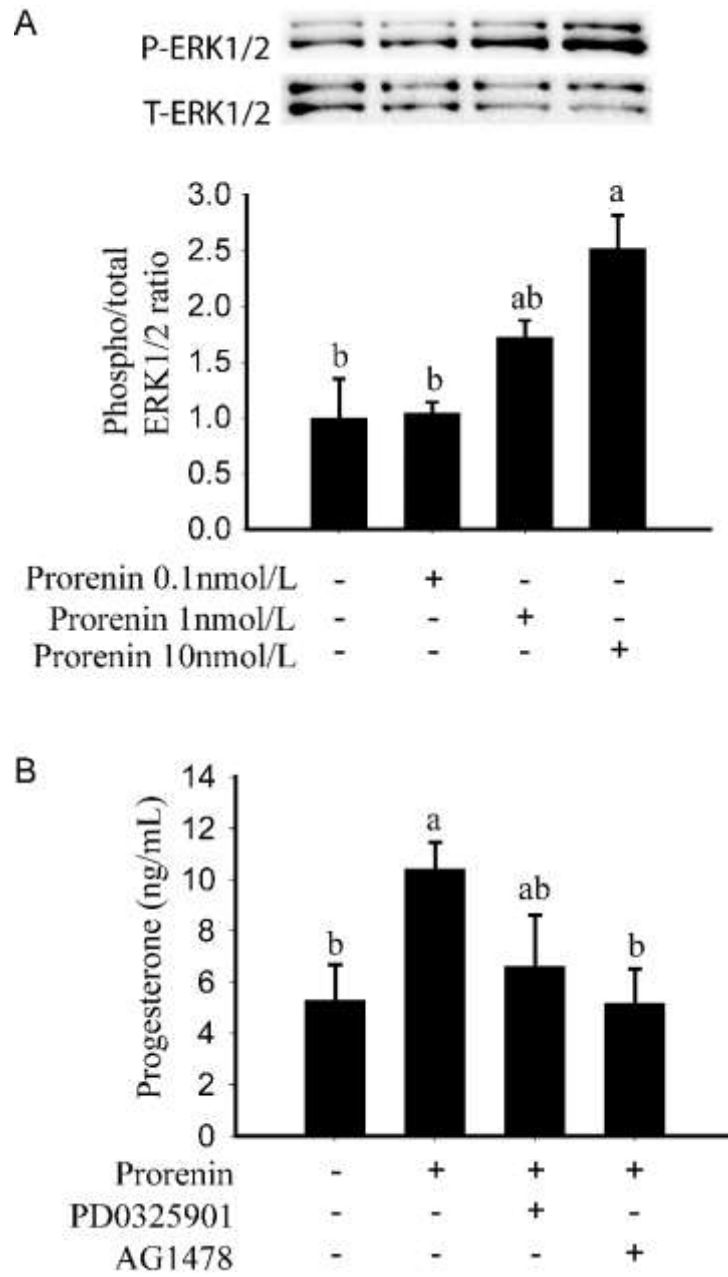 A
P-ERK1/2
T-ERK1/2
Phospho/total
ERK1/2 ratio
3.0
2.5
2.0
1.5
1.0
0.5
0.0
b b ab a
Prorenin 0.1nmol/L - + - -
Prorenin 1nmol/L - - + -
Prorenin 10nmol/L - - - +
B
Progesterone (ng/mL)
14
12
10
8
6
4
2
0
b a ab b
Prorenin - + + +
PD0325901 - - + -
AG1478 - - - +